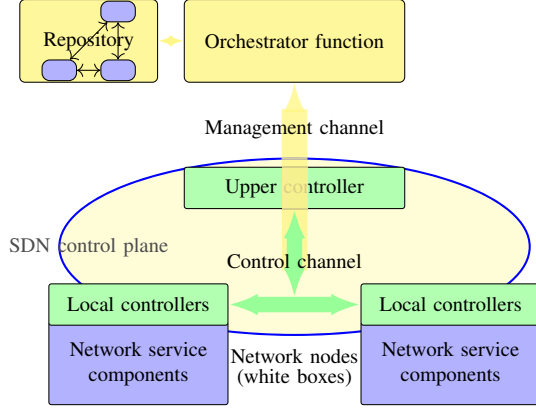 Repository
Orchestrator function
Management channel
Upper controller
SDN control plane
Control channel
Local controllers
Local controllers
Network service
components
Network nodes
(white boxes)
Network service
components